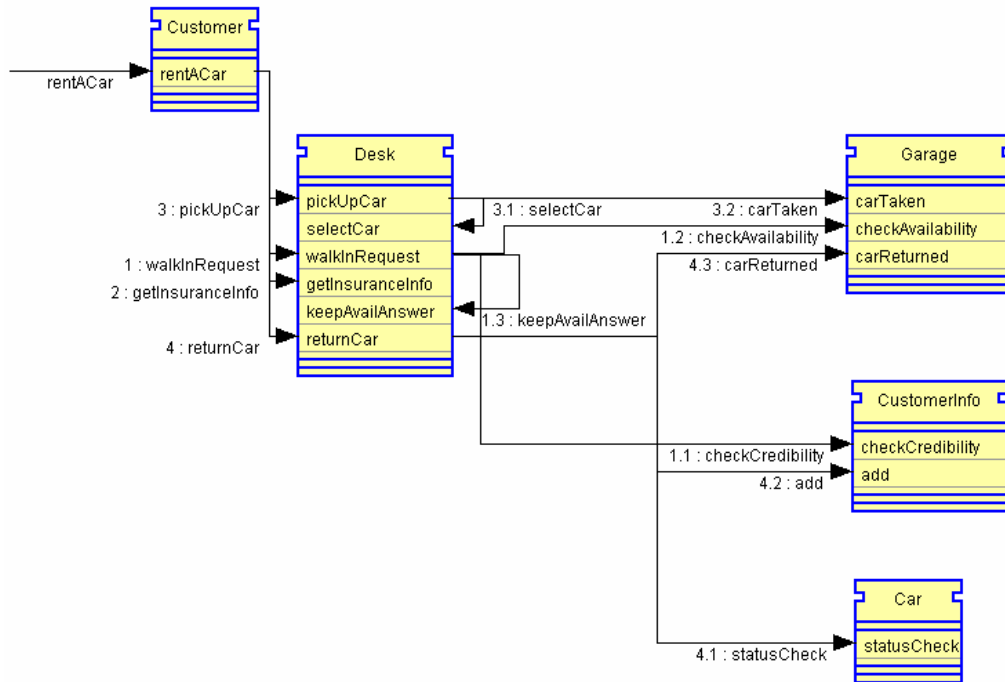 Customer
rentACar
rentACar
Desk
Garage
pickUpCar
carTaken
3 : pickUpCar
3.1 : selectCar
3.2 : carTaken
selectCar
checkAvailability
walkInRequest
1.2 : checkAvailability
carReturned
1 : walkInRequest
4.3 : carReturned
getInsuranceInfo
2 : getInsuranceInfo
keepAvailAnswer
1.3 : keepAvailAnswer
returnCar
4 : returnCar
CustomerInfo
checkCredibility
1.1 : checkCredibility
add
4.2 : add
Car
statusCheck
4.1 : statusCheck